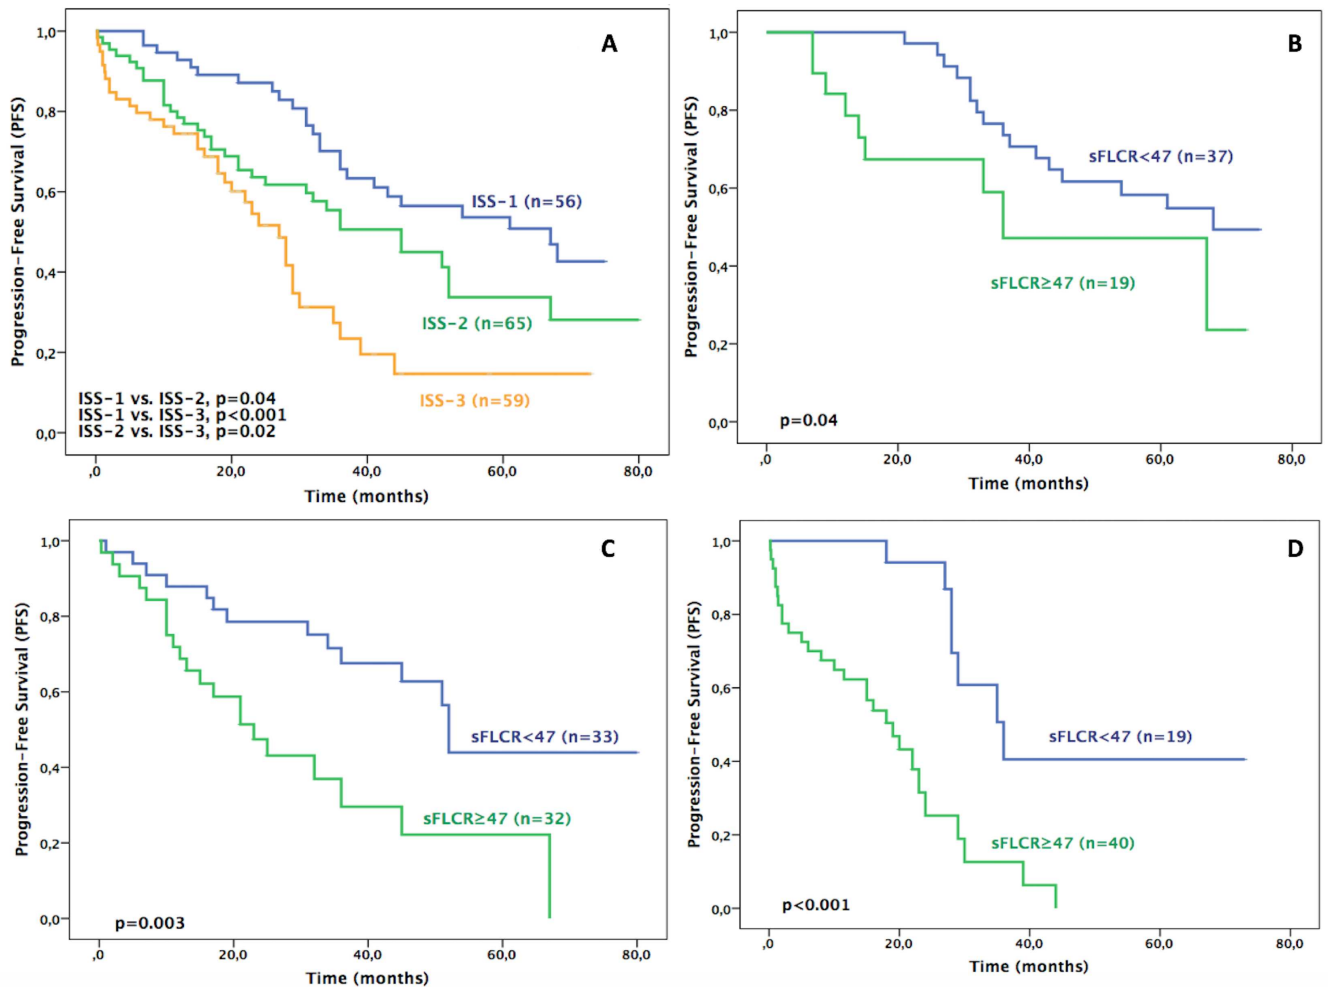 A
Progression-Free Survival (PFS)
1,0
0,8
0,6
0,4
0,2
0,0
ISS-1 (n=56)
ISS-2 (n=65)
ISS-3 (n=59)
ISS-1 vs. ISS-2, p=0.04
ISS-1 vs. ISS-3, p<0.001
ISS-2 vs. ISS-3, p=0.02
,0 20,0 40,0 60,0 80,0
Time (months)
B
Progression-Free Survival (PFS)
1,0
0,8
0,6
0,4
0,2
0,0
sFLCR<47 (n=37)
sFLCR≥47 (n=19)
p=0.04
,0 20,0 40,0 60,0 80,0
Time (months)
C
Progression-Free Survival (PFS)
1,0
0,8
0,6
0,4
0,2
0,0
sFLCR<47 (n=33)
sFLCR≥47 (n=32)
p=0.003
,0 20,0 40,0 60,0 80,0
Time (months)
D
Progression-Free Survival (PFS)
1,0
0,8
0,6
0,4
0,2
0,0
sFLCR<47 (n=19)
sFLCR≥47 (n=40)
p<0.001
,0 20,0 40,0 60,0 80,0
Time (months)